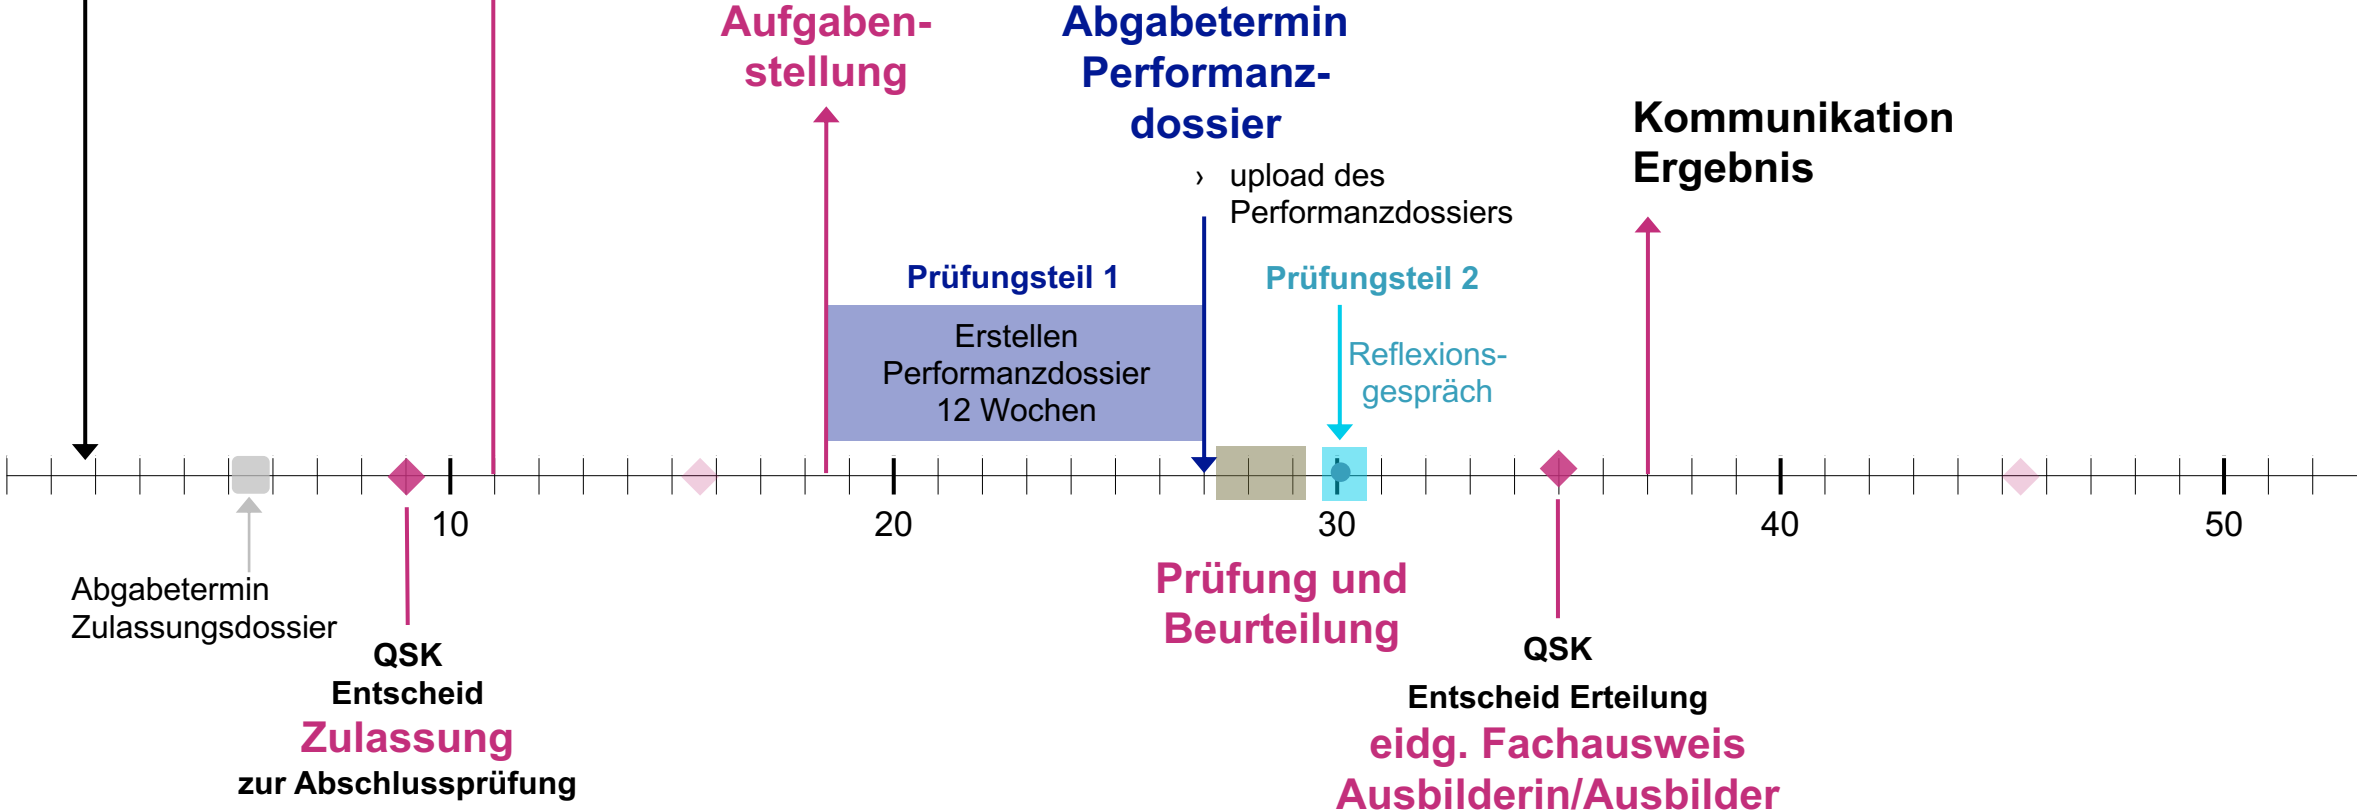 Aufgaben-
stellung
Abgabetermin
Performanz-
dossier
› upload des
Performanzdossiers
Kommunikation
Ergebnis
Prüfungsteil 1
Erstellen
Performanzdossier
12 Wochen
Prüfungsteil 2
Reflexions-
gespräch
10
20
30
40
50
Abgabetermin
Zulassungsdossier
QSK
Entscheid
Zulassung
zur Abschlussprüfung
Prüfung und
Beurteilung
QSK
Entscheid Erteilung
eidg. Fachausweis
Ausbilderin/Ausbilder